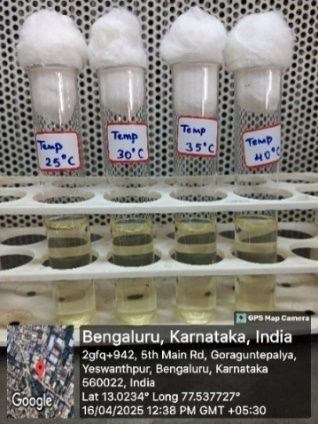 Temp
25°C
Temp
30°C
Temp
35°C
Temp
40°C
GPS Map Camera
Google
Bengaluru, Karnataka, India
2gfq+942, 5th Main Rd, Goraguntepalya,
Yeswanthpur, Bengaluru, Karnataka
560022, India
Lat 13.0234° Long 77.537727°
16/04/2025 12:38 PM GMT +05:30